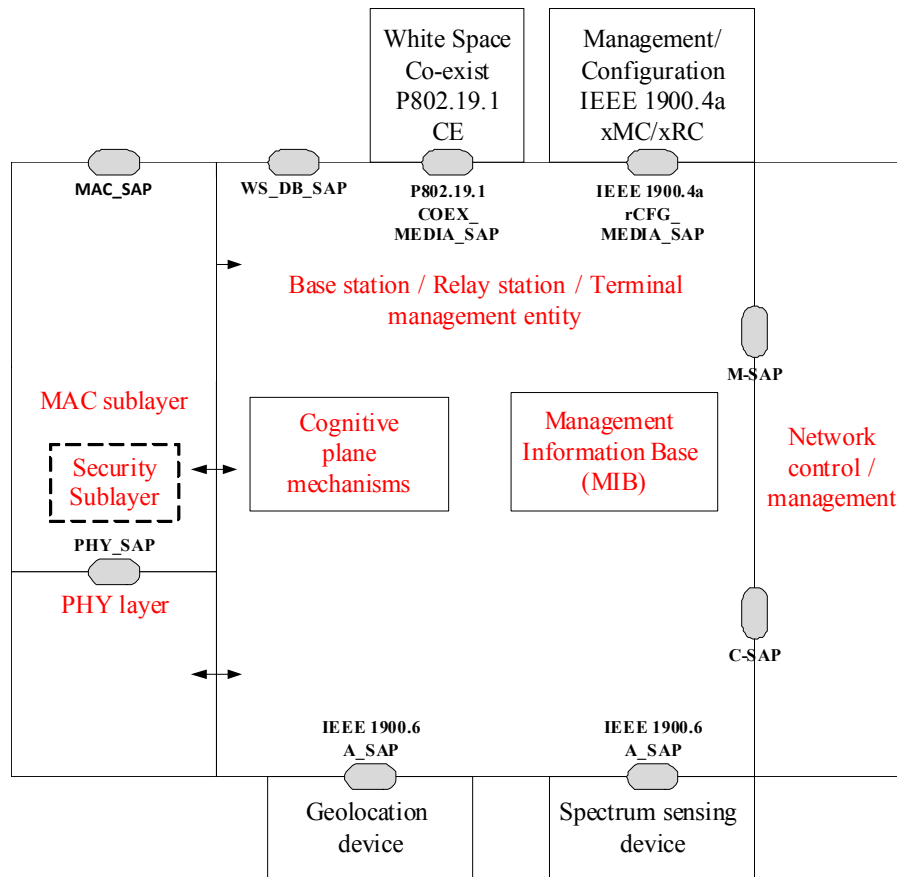 White Space
Co-exist
P802.19.1
CE
Management/
Configuration
IEEE 1900.4a
xMC/xRC
MAC_SAP
WS_DB_SAP
P802.19.1
COEX_
MEDIA_SAP
IEEE 1900.4a
rCFG_
MEDIA_SAP
Base station / Relay station / Terminal
management entity
M-SAP
MAC sublayer
Security
Sublayer
Cognitive
plane
mechanisms
Management
Information Base
(MIB)
Network
control /
management
PHY_SAP
PHY layer
C-SAP
IEEE 1900.6
A_SAP
IEEE 1900.6
A_SAP
Geolocation
device
Spectrum sensing
device